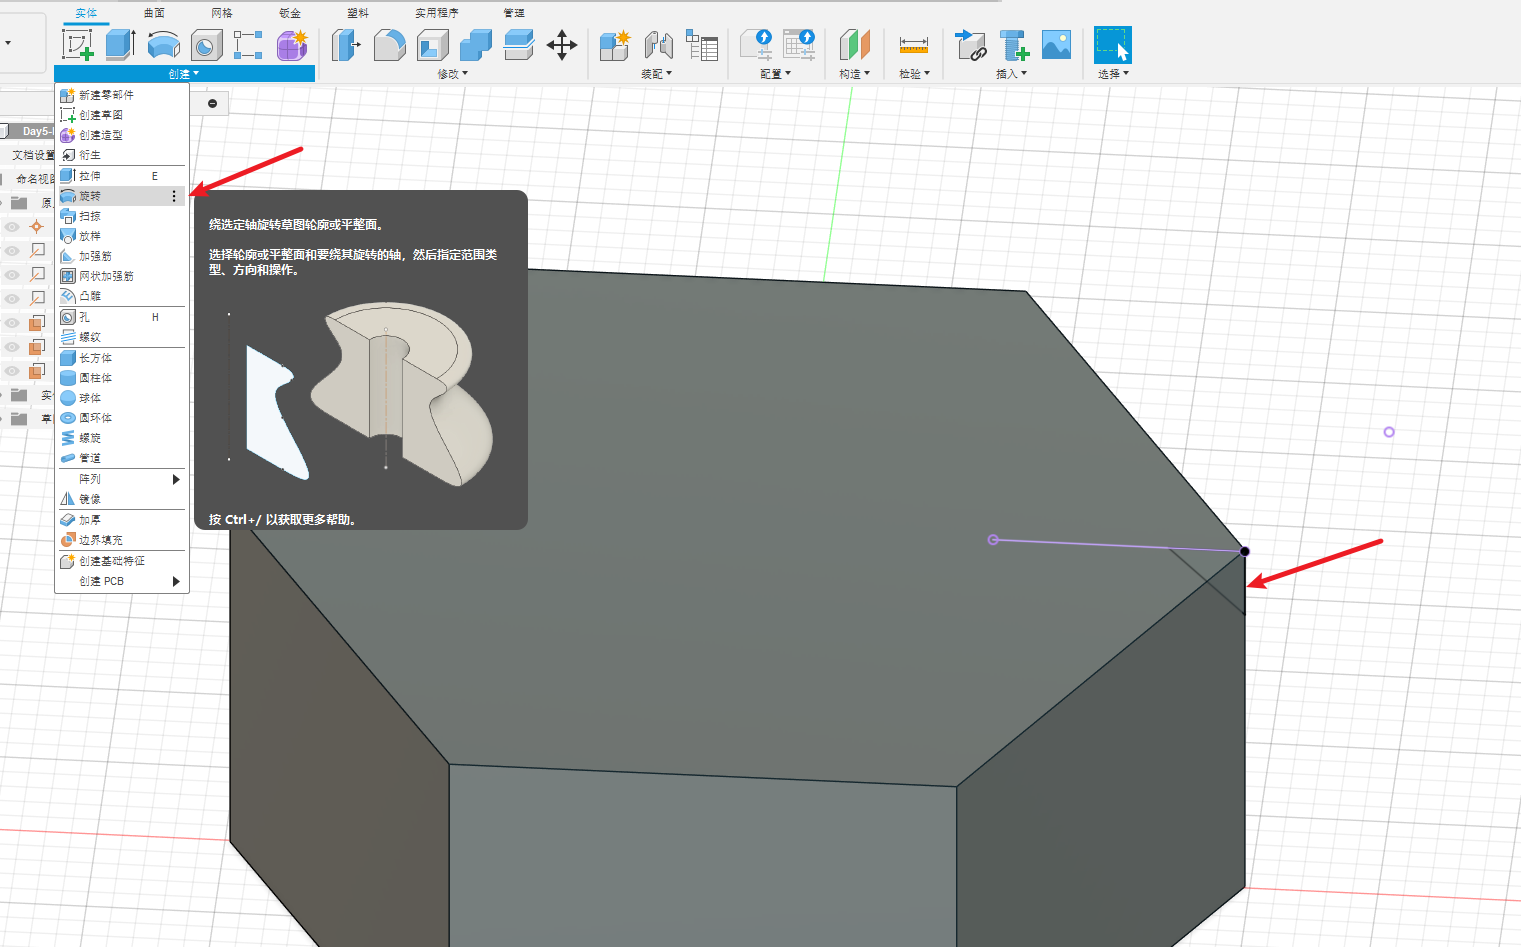 实体 曲面 网格 钣金 塑料 实用程序 管理
创建 修改 装配 配置 构造 检验 插入 选择
新建零部件
创建草图
Day5-
创建造型
文档设置
衍生
命名视
拉伸 E
旋转
原
扫掠
放样
加强筋
网状加强筋
凸雕
孔 H
螺纹
长方体
圆柱体
实
球体
草
圆环体
螺旋
管道
阵列
镜像
加厚
边界填充
创建基础特征
创建 PCB
绕选定轴旋转草图轮廓或平整面。
选择轮廓或平整面和要绕其旋转的轴，然后指定范围类
型、方向和操作。
按 Ctrl+/ 以获取更多帮助。